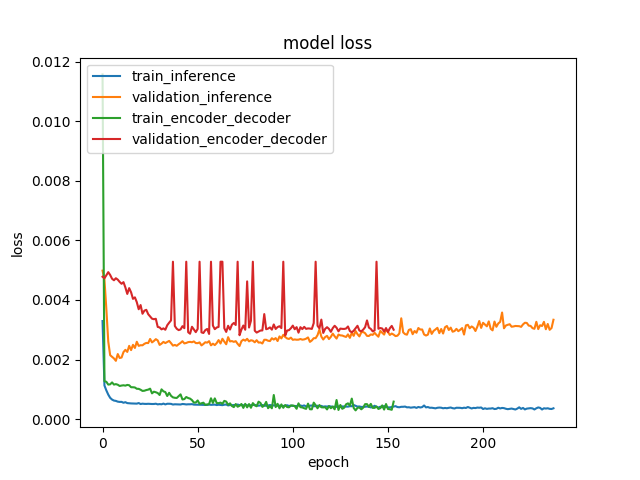 model loss
0.012
0.010
0.008
0.006
0.004
0.002
0.000
loss
train_inference
validation_inference
train_encoder_decoder
validation_encoder_decoder
0 50 100 150 200
epoch